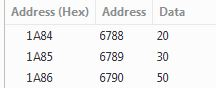 Address (Hex) Address Data
1A84 6788 20
1A85 6789 30
1A86 6790 50